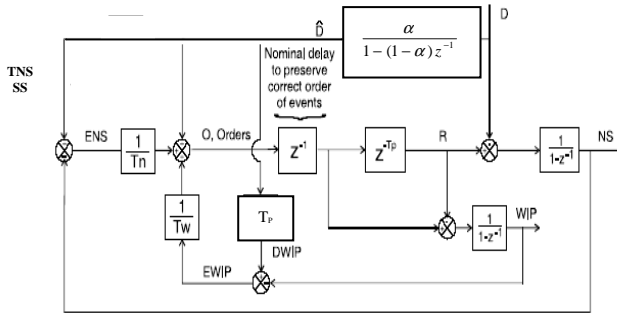 D
D̂
α
1−(1−α)z⁻¹
Nominal delay
to preserve
correct order
of events
TNS
SS
ENS
1
Tn
O, Orders
z⁻¹
z⁻ᵀᵖ
R
1
1-z⁻¹
NS
1
Tw
Tₚ
1
1-z⁻¹
WIP
DWIP
EWIP